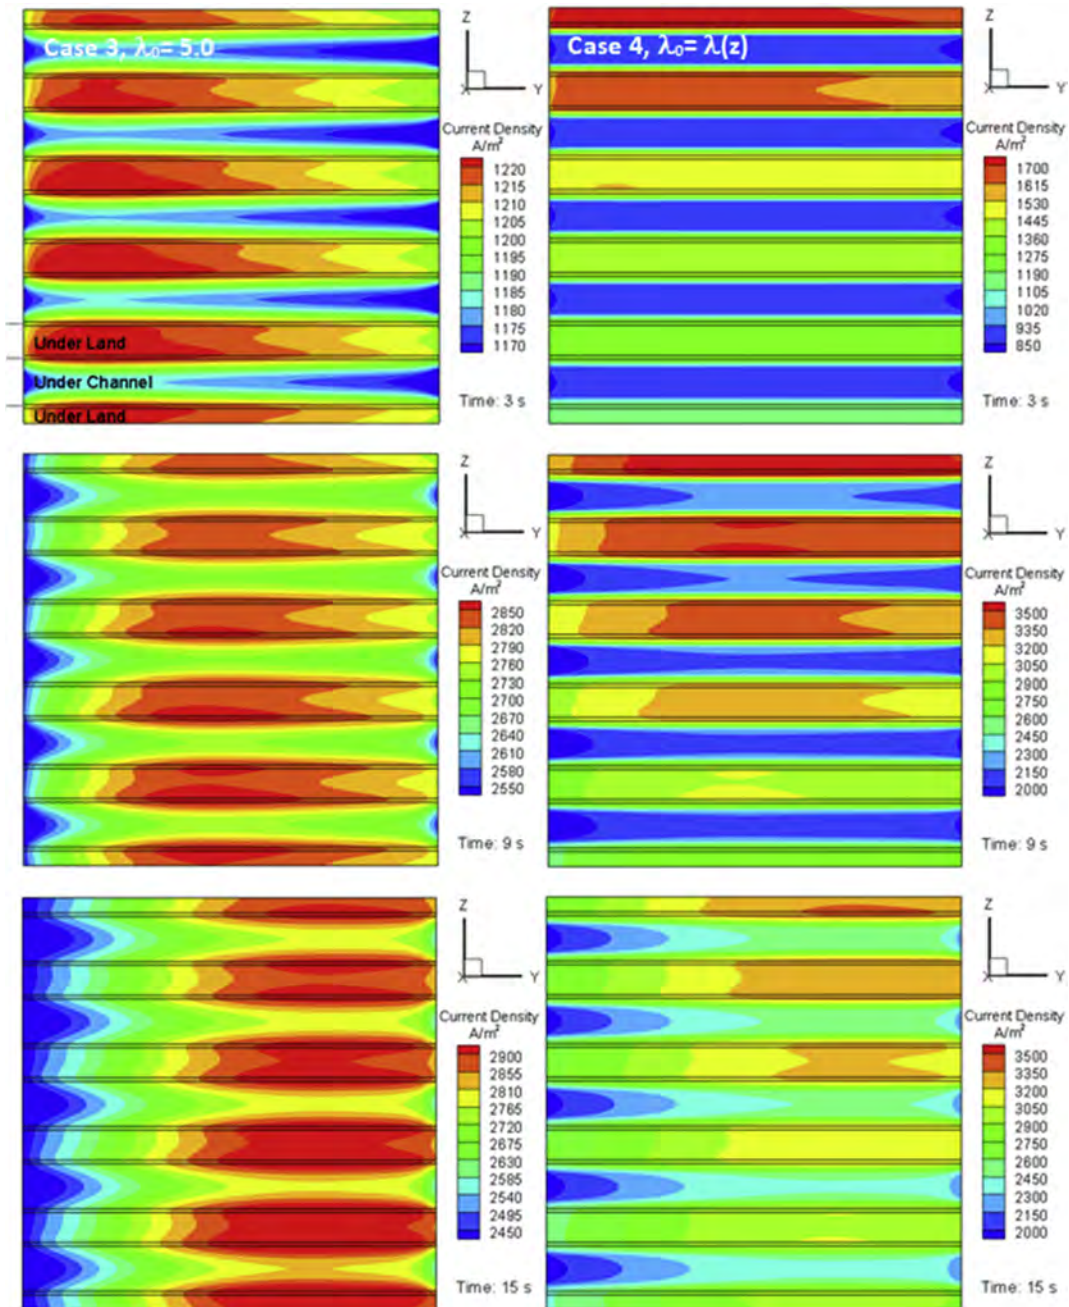 Case 3, λ₀= 5.0
Z
X
Y
Current Density
A/m²
1220
1215
1210
1205
1200
1195
1190
1185
1180
1175
1170
Under Land
Under Channel
Under Land
Time: 3 s
Case 4, λ₀= λ(z)
Z
X
Y
Current Density
A/m²
1700
1615
1530
1445
1360
1275
1190
1105
1020
935
850
Time: 3 s
Z
X
Y
Current Density
A/m²
2850
2820
2790
2760
2730
2700
2670
2640
2610
2580
2550
Time: 9 s
Z
X
Y
Current Density
A/m²
3500
3350
3200
3050
2900
2750
2600
2450
2300
2150
2000
Time: 9 s
Z
X
Y
Current Density
A/m²
2900
2855
2810
2765
2720
2675
2630
2585
2540
2495
2450
Time: 15 s
Z
X
Y
Current Density
A/m²
3500
3350
3200
3050
2900
2750
2600
2450
2300
2150
2000
Time: 15 s